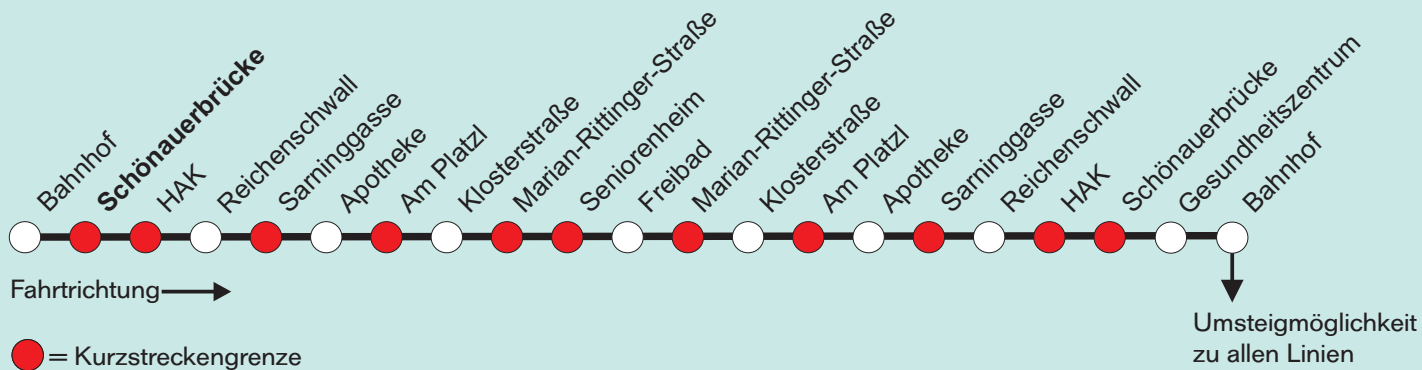 Bahnhof
Schönauerbrücke
HAK
Reichenschwall
Sarninggasse
Apotheke
Am Platzl
Klosterstraße
Marian-Rittinger-Straße
Seniorenheim
Freibad
Marian-Rittinger-Straße
Klosterstraße
Am Platzl
Apotheke
Sarninggasse
Reichenschwall
HAK
Schönauerbrücke
Gesundheitszentrum
Bahnhof
Fahrtrichtung
= Kurzstreckengrenze
Umsteigmöglichkeit
zu allen Linien